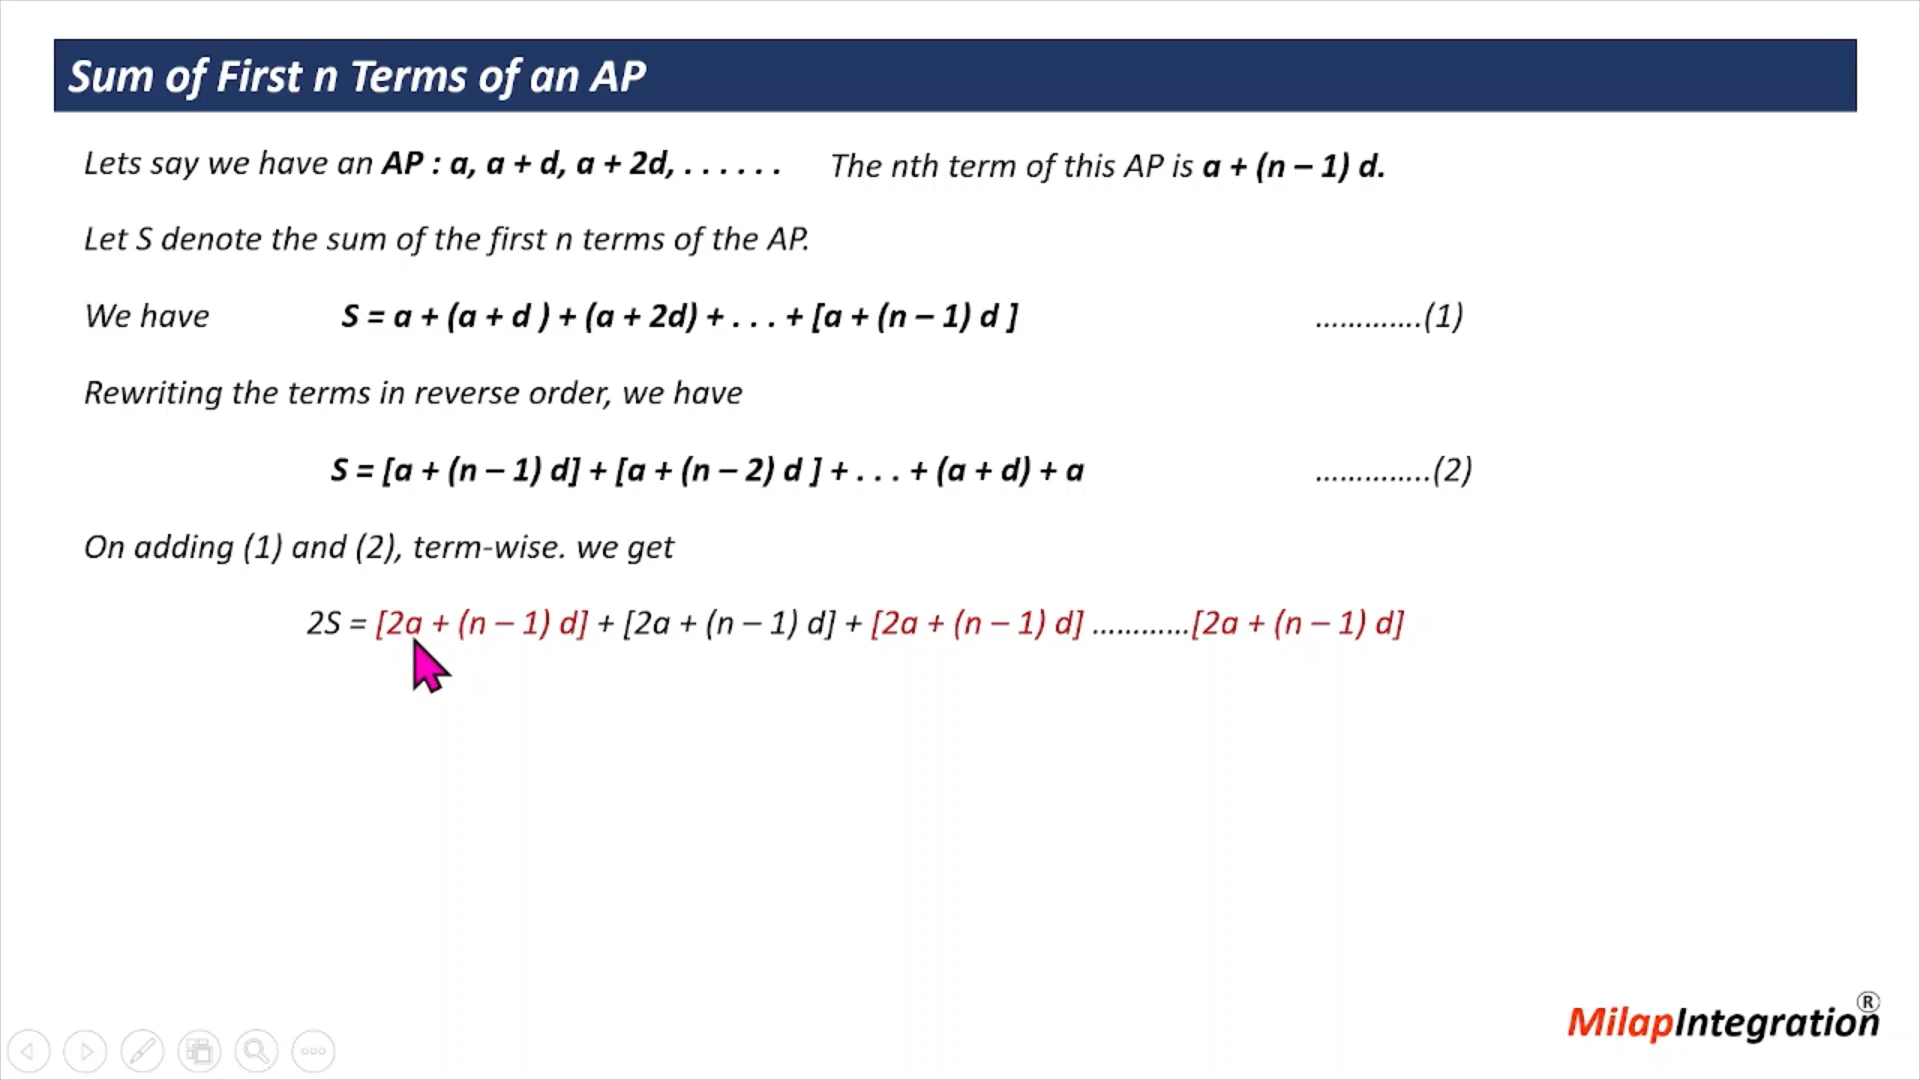 Sum of First n Terms of an AP
Lets say we have an AP : a, a + d, a + 2d, . . . . . . The nth term of this AP is a + (n – 1) d.
Let S denote the sum of the first n terms of the AP.
We have S = a + (a + d ) + (a + 2d) + . . . + [a + (n – 1) d ] .............(1)
Rewriting the terms in reverse order, we have
S = [a + (n – 1) d] + [a + (n – 2) d ] + . . . + (a + d) + a ..............(2)
On adding (1) and (2), term-wise. we get
2S = [2a + (n – 1) d] + [2a + (n – 1) d] + [2a + (n – 1) d] ............[2a + (n – 1) d]
MilapIntegration®